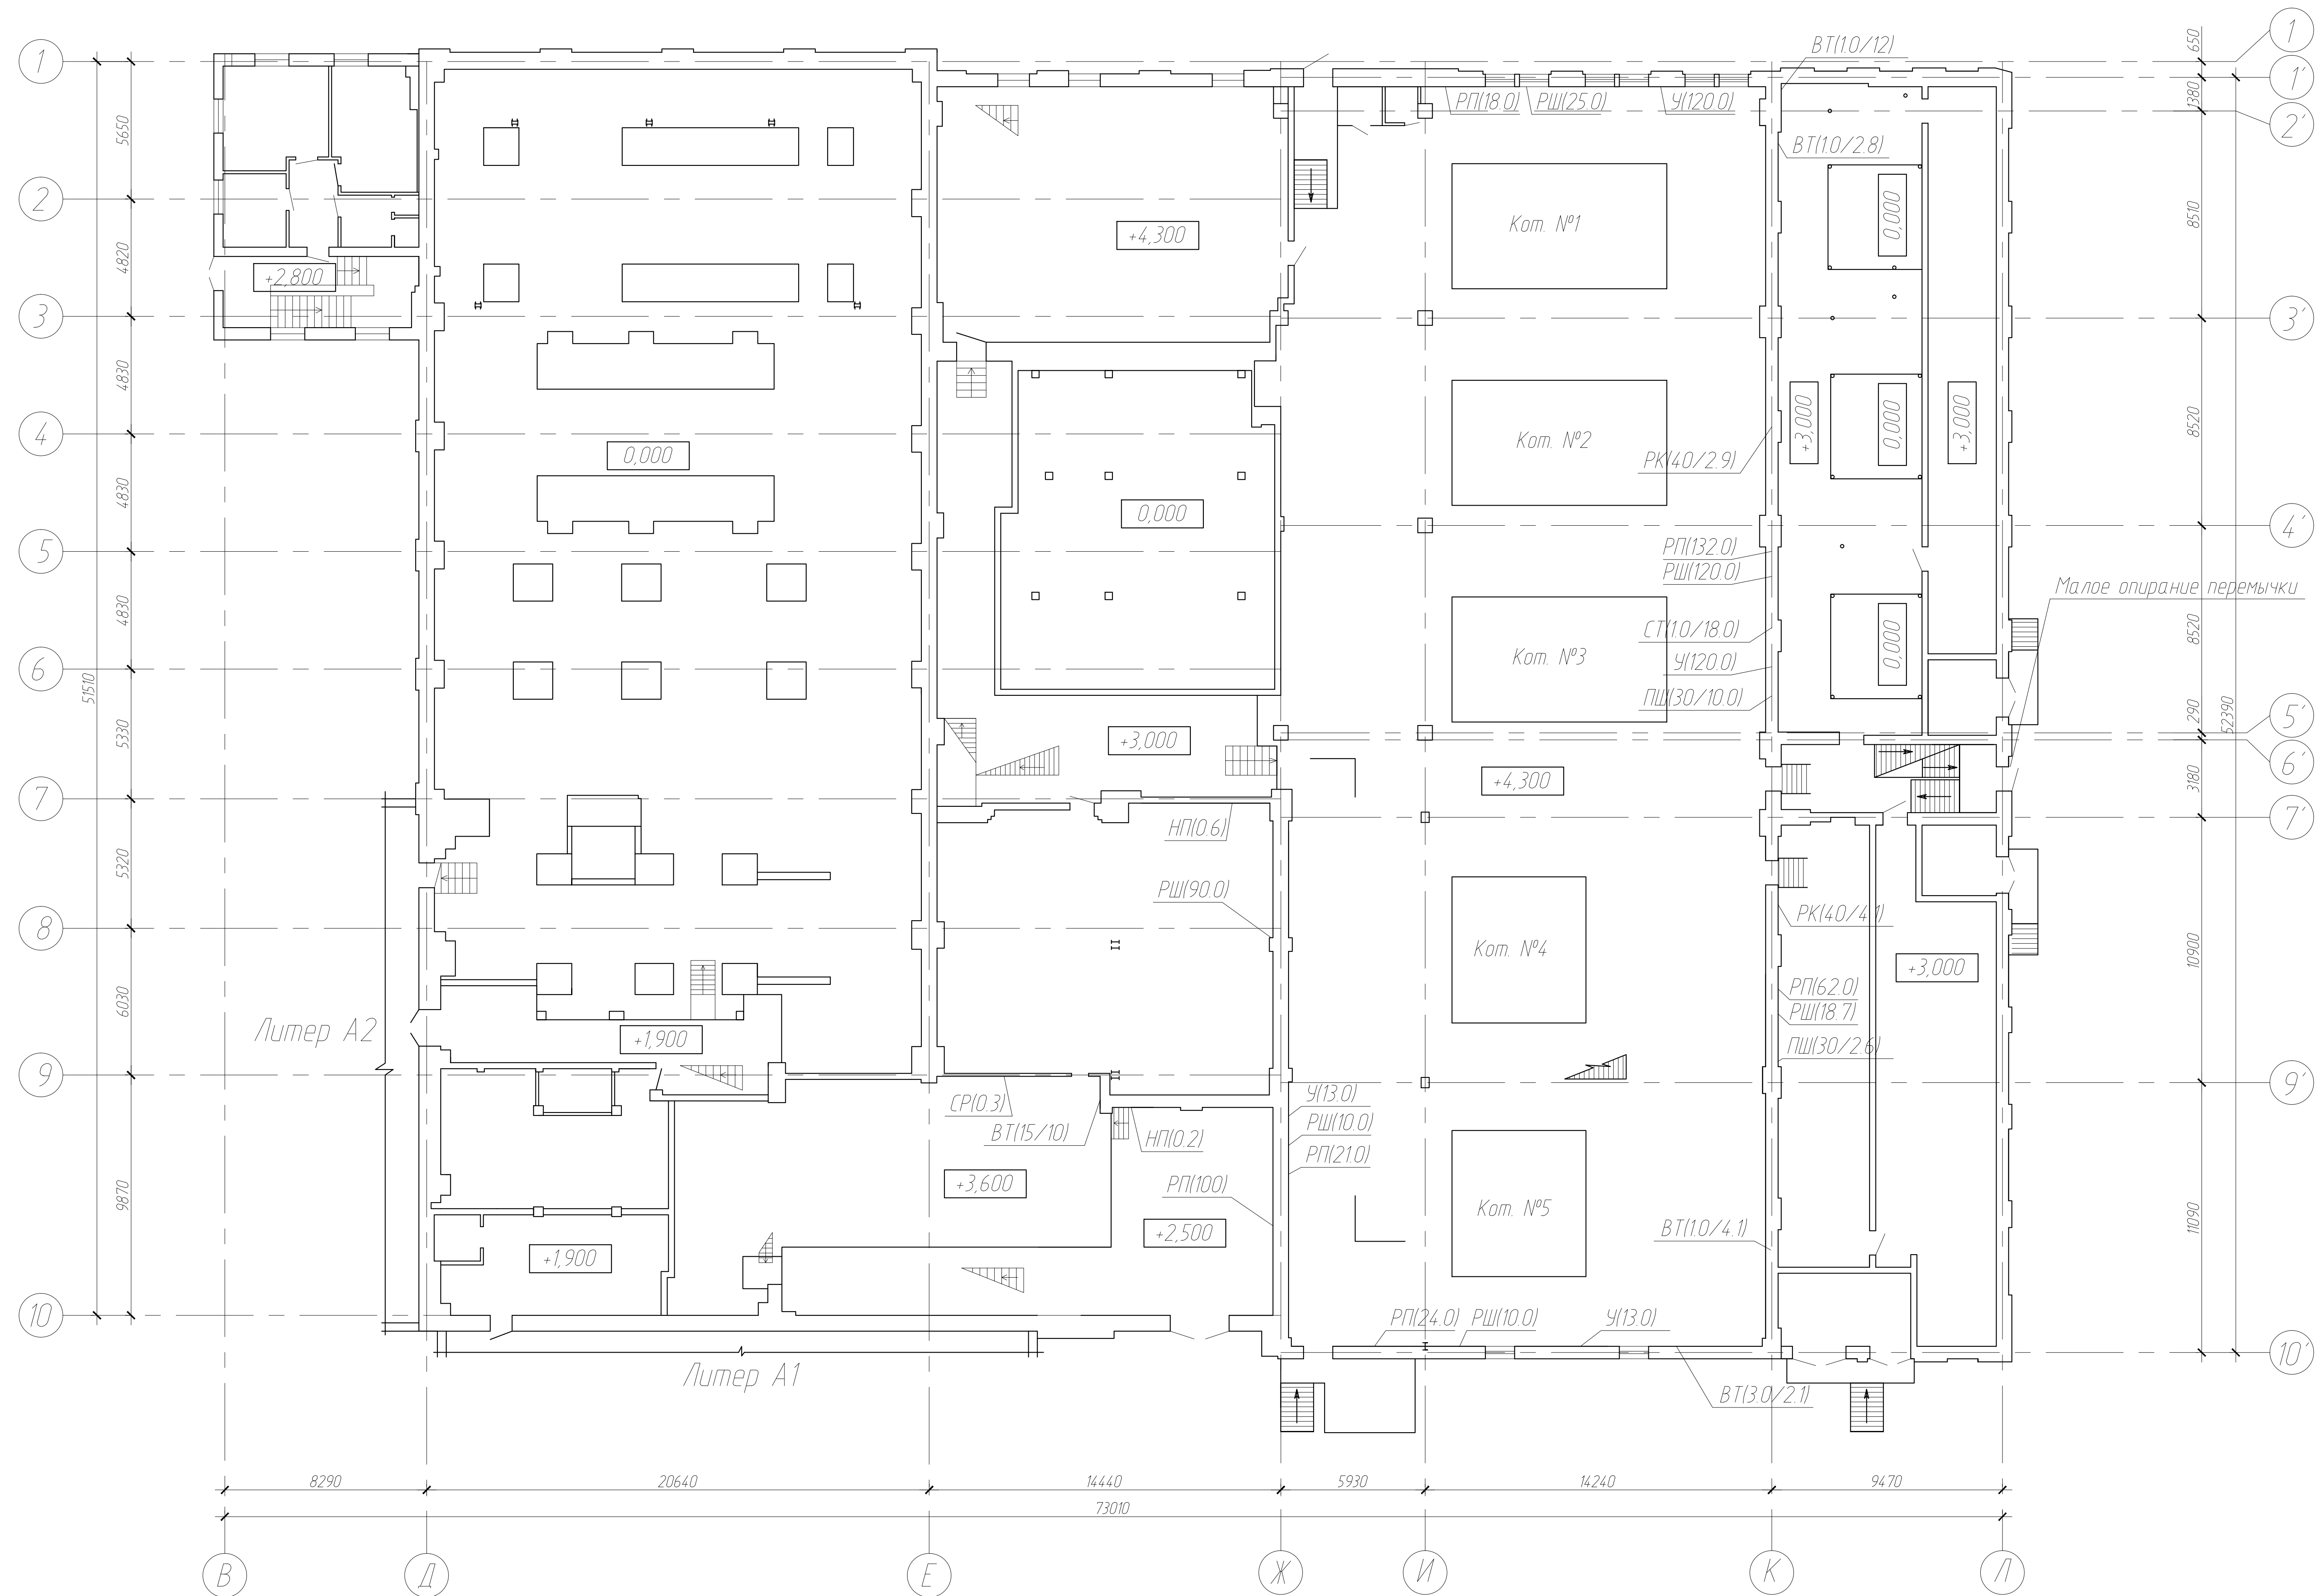 1
2
3
4
5
6
7
8
9
10
51510
5650
4820
4830
4830
4830
5330
5320
6030
9870
+2,800
0,000
+4,300
0,000
+3,000
+1,900
+1,900
+3,600
+2,500
Литер А2
Литер А1
НП(0.6)
РШ(90.0)
СР(0.3)
ВТ(15/10)
НП(0.2)
РП(100)
РП(18.0)
РШ(25.0)
У(120.0)
ВТ(1.0/12)
ВТ(1.0/2.8)
Кот. №1
Кот. №2
РК(40/2.9)
РП(132.0)
РШ(120.0)
Кот. №3
СТ(1.0/18.0)
У(120.0)
ПШ(30/10.0)
+4,300
Кот. №4
Кот. №5
У(13.0)
РШ(10.0)
РП(21.0)
РК(40/4.1)
РП(62.0)
РШ(18.7)
ПШ(30/2.6)
ВТ(1.0/4.1)
РП(24.0)
РШ(10.0)
У(13.0)
ВТ(3.0/2.1)
0,000
+3,000
0,000
+3,000
0,000
+3,000
Малое опирание перемычки
650
1380
8510
8520
8520
290
3180
10900
11090
52390
1
1'
2'
3'
4'
5'
6'
7'
9'
10'
8290
20640
14440
5930
14240
9470
73010
В
Д
Е
Ж
И
К
Л